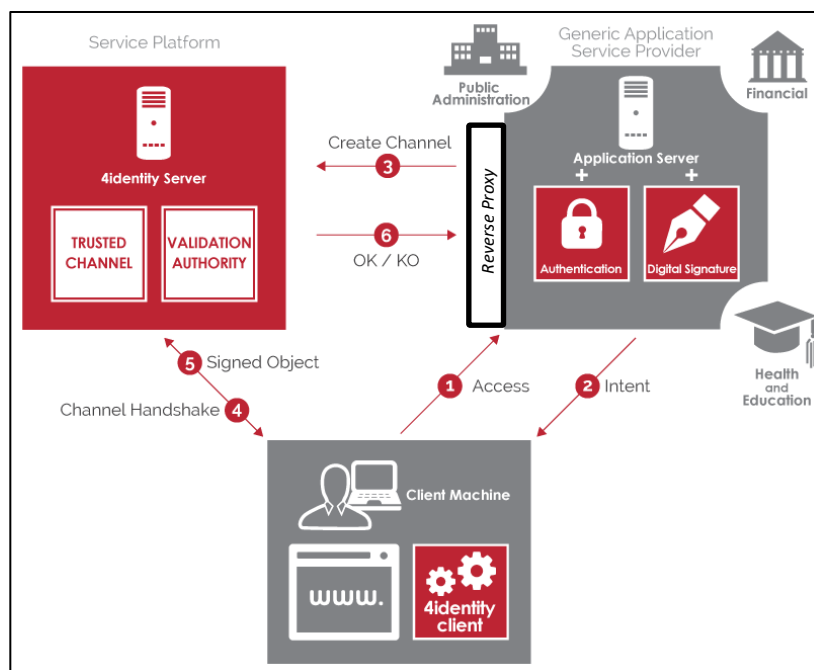 Service Platform
4identity Server
TRUSTED
CHANNEL
VALIDATION
AUTHORITY
Create Channel
3
6
OK / KO
Reverse Proxy
Generic Application
Service Provider
Public
Administration
Financial
Application Server
+ +
Authentication
Digital Signature
Health
and
Education
5 Signed Object
Channel Handshake 4
1 Access
2 Intent
Client Machine
www.
4identity
client